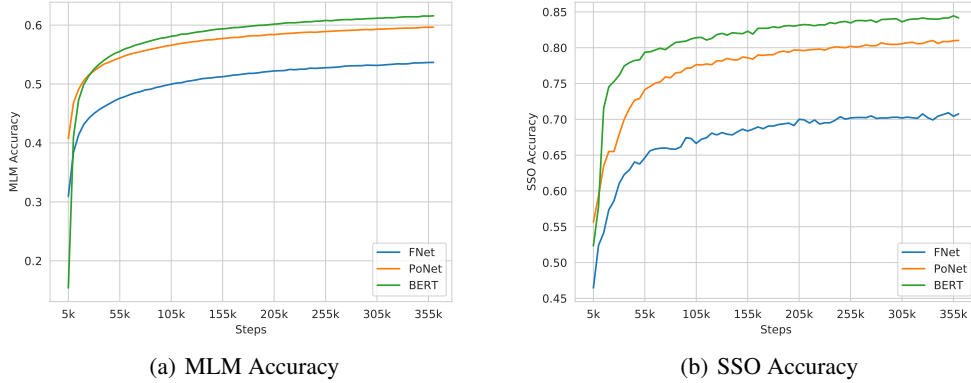 0.6
0.5
0.4
0.3
0.2
MLM Accuracy
5k 55k 105k 155k 205k 255k 305k 355k
Steps
FNet
PoNet
BERT
(a) MLM Accuracy
0.85
0.80
0.75
0.70
0.65
0.60
0.55
0.50
0.45
SSO Accuracy
5k 55k 105k 155k 205k 255k 305k 355k
Steps
FNet
PoNet
BERT
(b) SSO Accuracy